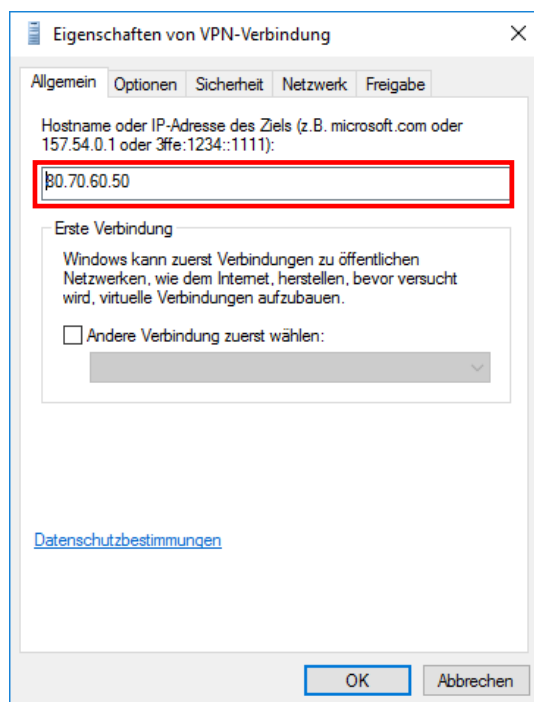 Eigenschaften von VPN-Verbindung
Allgemein Optionen Sicherheit Netzwerk Freigabe
Hostname oder IP-Adresse des Ziels (z.B. microsoft.com oder
157.54.0.1 oder 3ffe:1234::1111):
80.70.60.50
Erste Verbindung
Windows kann zuerst Verbindungen zu öffentlichen
Netzwerken, wie dem Internet, herstellen, bevor versucht
wird, virtuelle Verbindungen aufzubauen.
Andere Verbindung zuerst wählen:
Datenschutzbestimmungen
OK Abbrechen